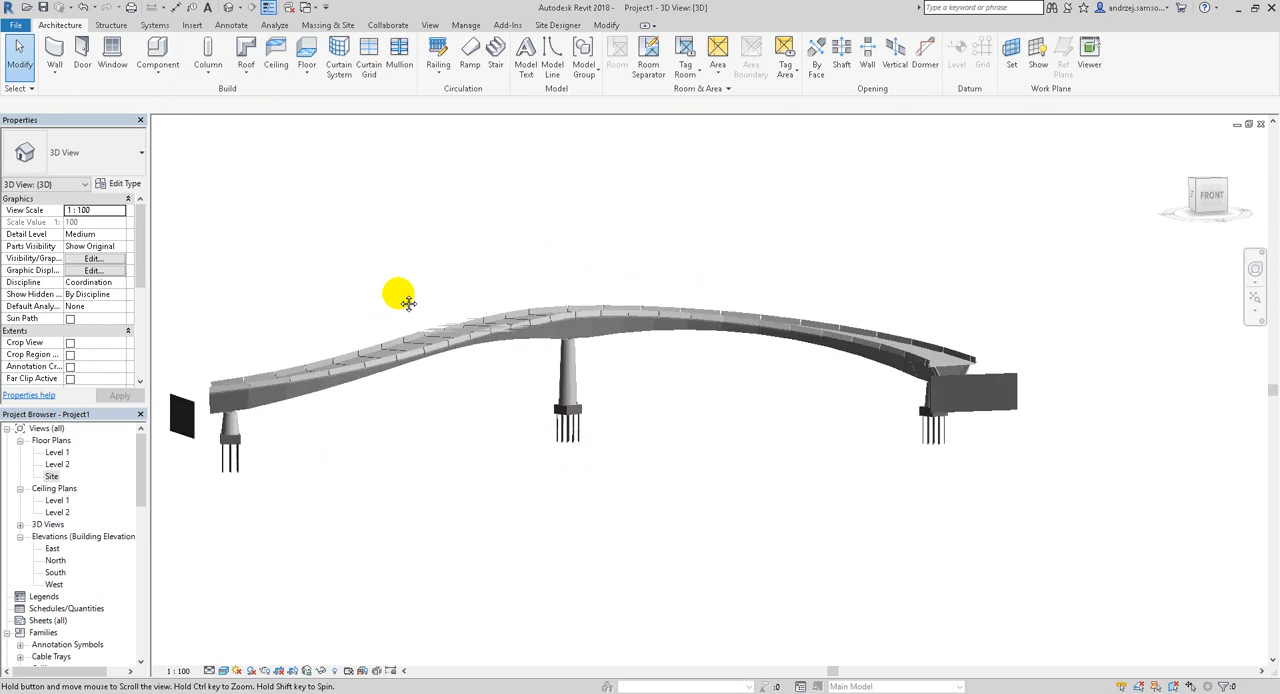 Autodesk Revit 2018 - Project1 - 3D View: {3D}
Type a keyword or phrase
andrzej.samso...
File Architecture Structure Systems Insert Annotate Analyze Massing & Site Collaborate View Manage Add-Ins Site Designer Modify
Modify Wall Door Window Component Column Roof Ceiling Floor Curtain System Curtain Grid Mullion Railing Ramp Stair Model Text Model Line Model Group Room Room Separator Tag Room Area Area Boundary Tag Area By Face Shaft Wall Vertical Dormer Level Grid Set Show Ref Plane Viewer
Select Build Circulation Model Room & Area Opening Datum Work Plane
Properties
3D View
3D View: {3D} Edit Type
Graphics
View Scale 1 : 100
Scale Value 1: 100
Detail Level Medium
Parts Visibility Show Original
Visibility/Grap... Edit...
Graphic Displ... Edit...
Discipline Coordination
Show Hidden ... By Discipline
Default Analy... None
Sun Path
Extents
Crop View
Crop Region ...
Annotation Cr...
Far Clip Active
Properties help Apply
Project Browser - Project1
Views (all)
Floor Plans
Level 1
Level 2
Site
Ceiling Plans
Level 1
Level 2
3D Views
Elevations (Building Elevation
East
North
South
West
Legends
Schedules/Quantities
Sheets (all)
Families
Annotation Symbols
Cable Trays
FRONT
1 : 100
Hold button and move mouse to Scroll the view. Hold Ctrl key to Zoom. Hold Shift key to Spin.
:0
Main Model
:0